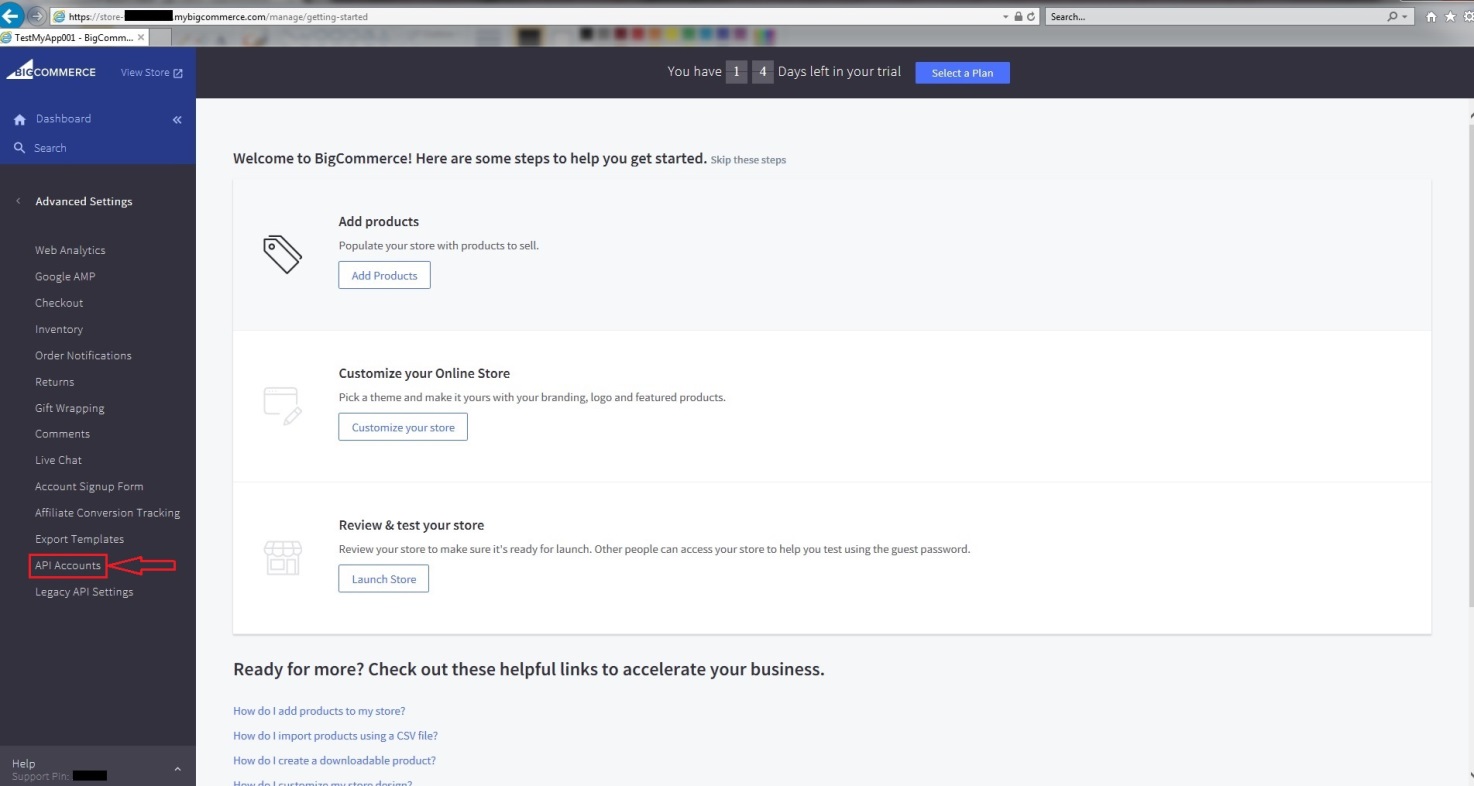 https://store-
mybigcommerce.com/manage/getting-started
Search...
TestMyApp001 - BigComm...
BIGCOMMERCE
View Store
You have 1 4 Days left in your trial
Select a Plan
Dashboard
Search
Advanced Settings
Web Analytics
Google AMP
Checkout
Inventory
Order Notifications
Returns
Gift Wrapping
Comments
Live Chat
Account Signup Form
Affiliate Conversion Tracking
Export Templates
API Accounts
Legacy API Settings
Help
Support Pin:
Welcome to BigCommerce! Here are some steps to help you get started. Skip these steps
Add products
Populate your store with products to sell.
Add Products
Customize your Online Store
Pick a theme and make it yours with your branding, logo and featured products.
Customize your store
Review & test your store
Review your store to make sure it's ready for launch. Other people can access your store to help you test using the guest password.
Launch Store
Ready for more? Check out these helpful links to accelerate your business.
How do I add products to my store?
How do I import products using a CSV file?
How do I create a downloadable product?
How do I customize my store design?